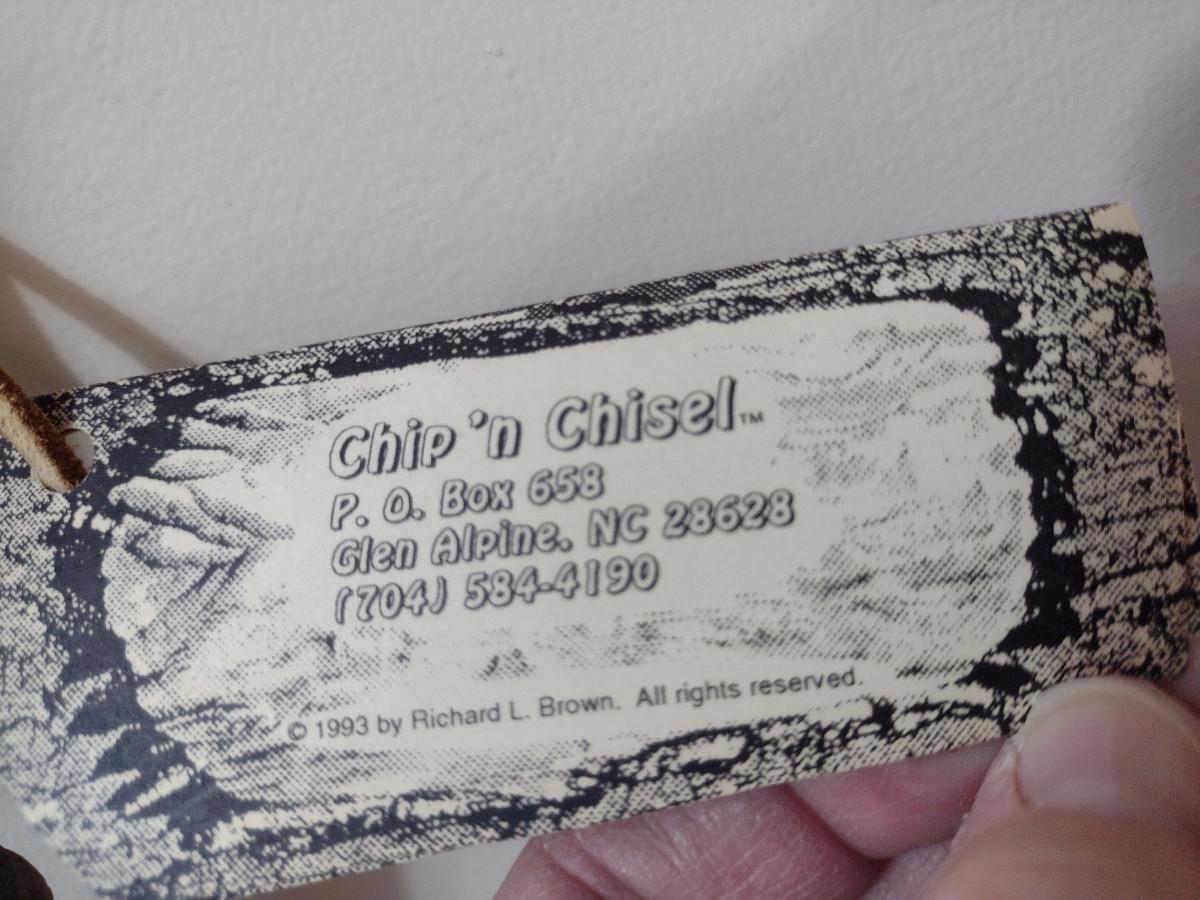 Chip 'n Chisel™
P. O. Box 658
Glen Alpine, NC 28628
(704) 584-4190
© 1993 by Richard L. Brown. All rights reserved.